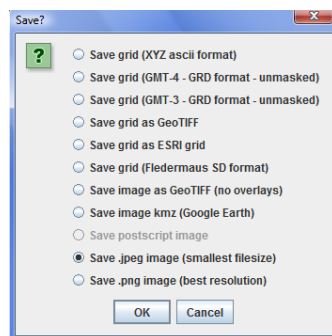 Save?
Save grid (XYZ ascii format)
Save grid (GMT-4 - GRD format - unmasked)
Save grid (GMT-3 - GRD format - unmasked)
Save grid as GeoTIFF
Save grid as ESRI grid
Save grid (Fledermaus SD format)
Save image as GeoTIFF (no overlays)
Save image kmz (Google Earth)
Save postscript image
Save .jpeg image (smallest filesize)
Save .png image (best resolution)
OK Cancel